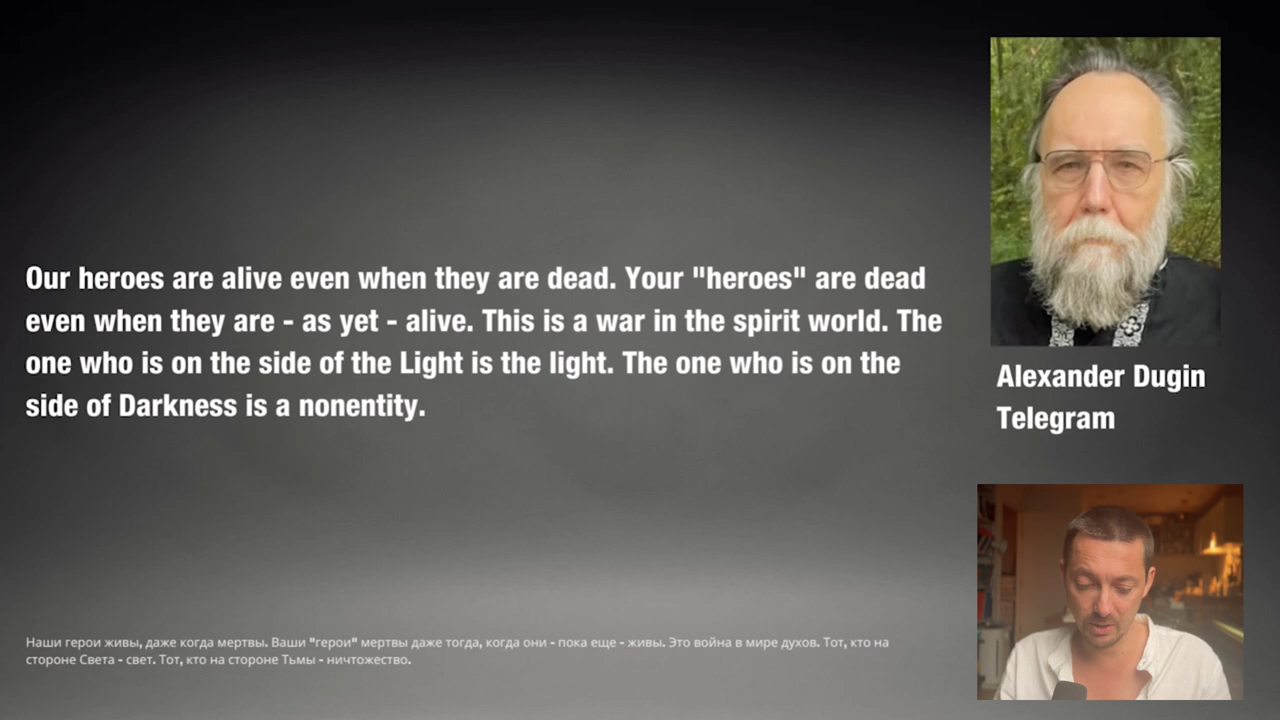 Our heroes are alive even when they are dead. Your "heroes" are dead
even when they are - as yet - alive. This is a war in the spirit world. The
one who is on the side of the Light is the light. The one who is on the
side of Darkness is a nonentity.
Alexander Dugin
Telegram
Наши герои живы, даже когда мертвы. Ваши "герои" мертвы даже тогда, когда они - пока еще - живы. Это война в мире духов. Тот, кто на
стороне Света - свет. Тот, кто на стороне Тьмы - ничтожество.